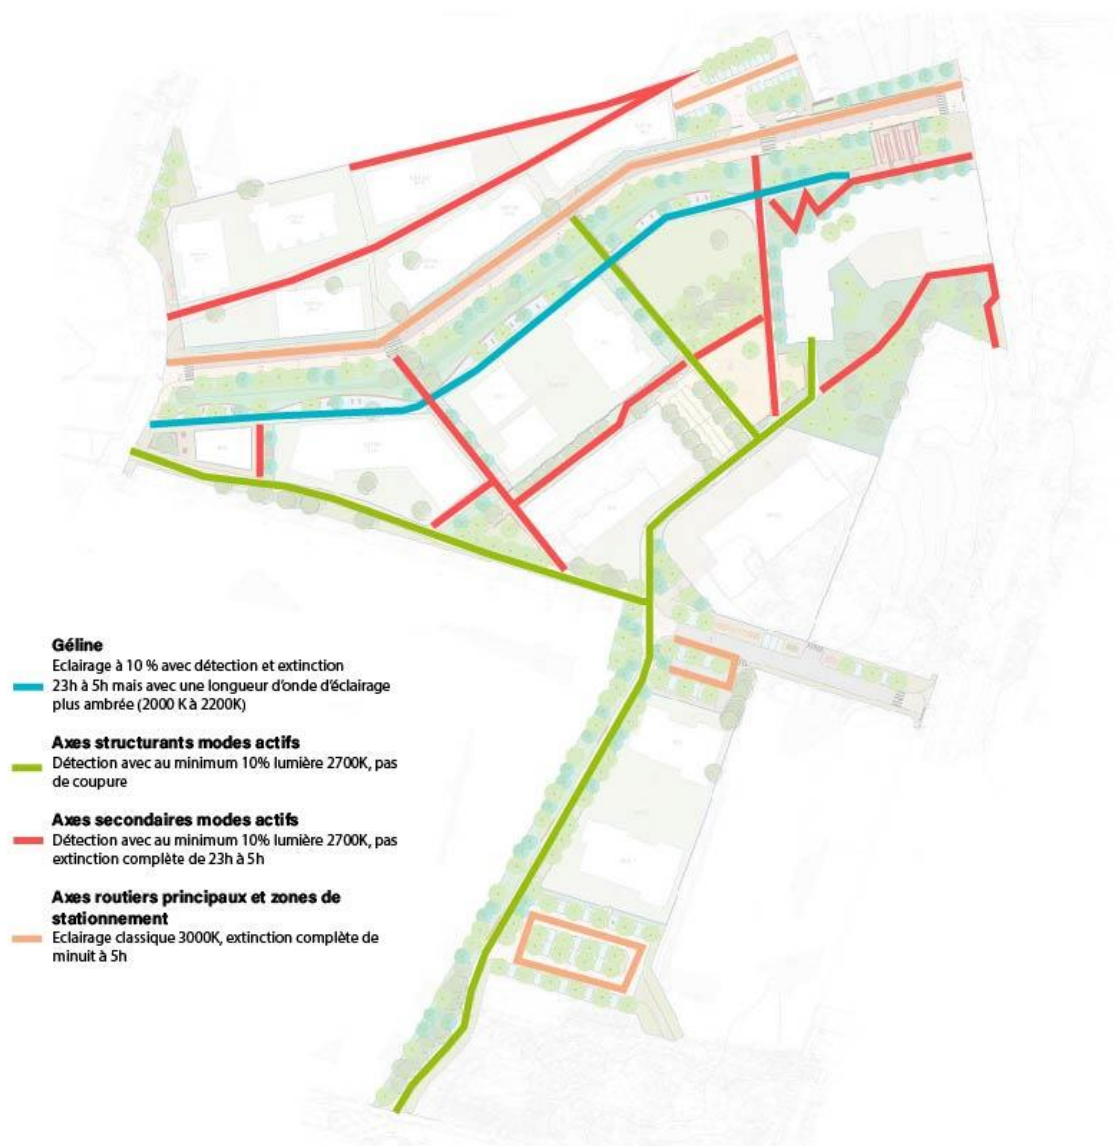 Géline
Eclairage à 10 % avec détection et extinction
23h à 5h mais avec une longueur d'onde d'éclairage
plus ambrée (2000 K à 2200K)
Axes structurants modes actifs
Détection avec au minimum 10% lumière 2700K, pas
de coupure
Axes secondaires modes actifs
Détection avec au minimum 10% lumière 2700K, pas
extinction complète de 23h à 5h
Axes routiers principaux et zones de
stationnement
Eclairage classique 3000K, extinction complète de
minuit à 5h